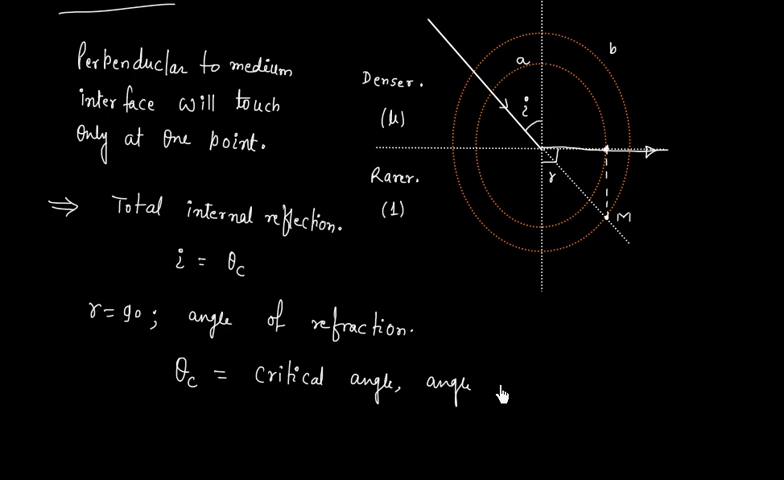 Perpenduclar to medium
interface will touch
only at one point.
⇒ Total internal reflection.
i = θc
r = 90 ; angle of refraction.
θc = critical angle, angle
a
b
i
Denser.
(μ)
Rarer.
(1)
r
M